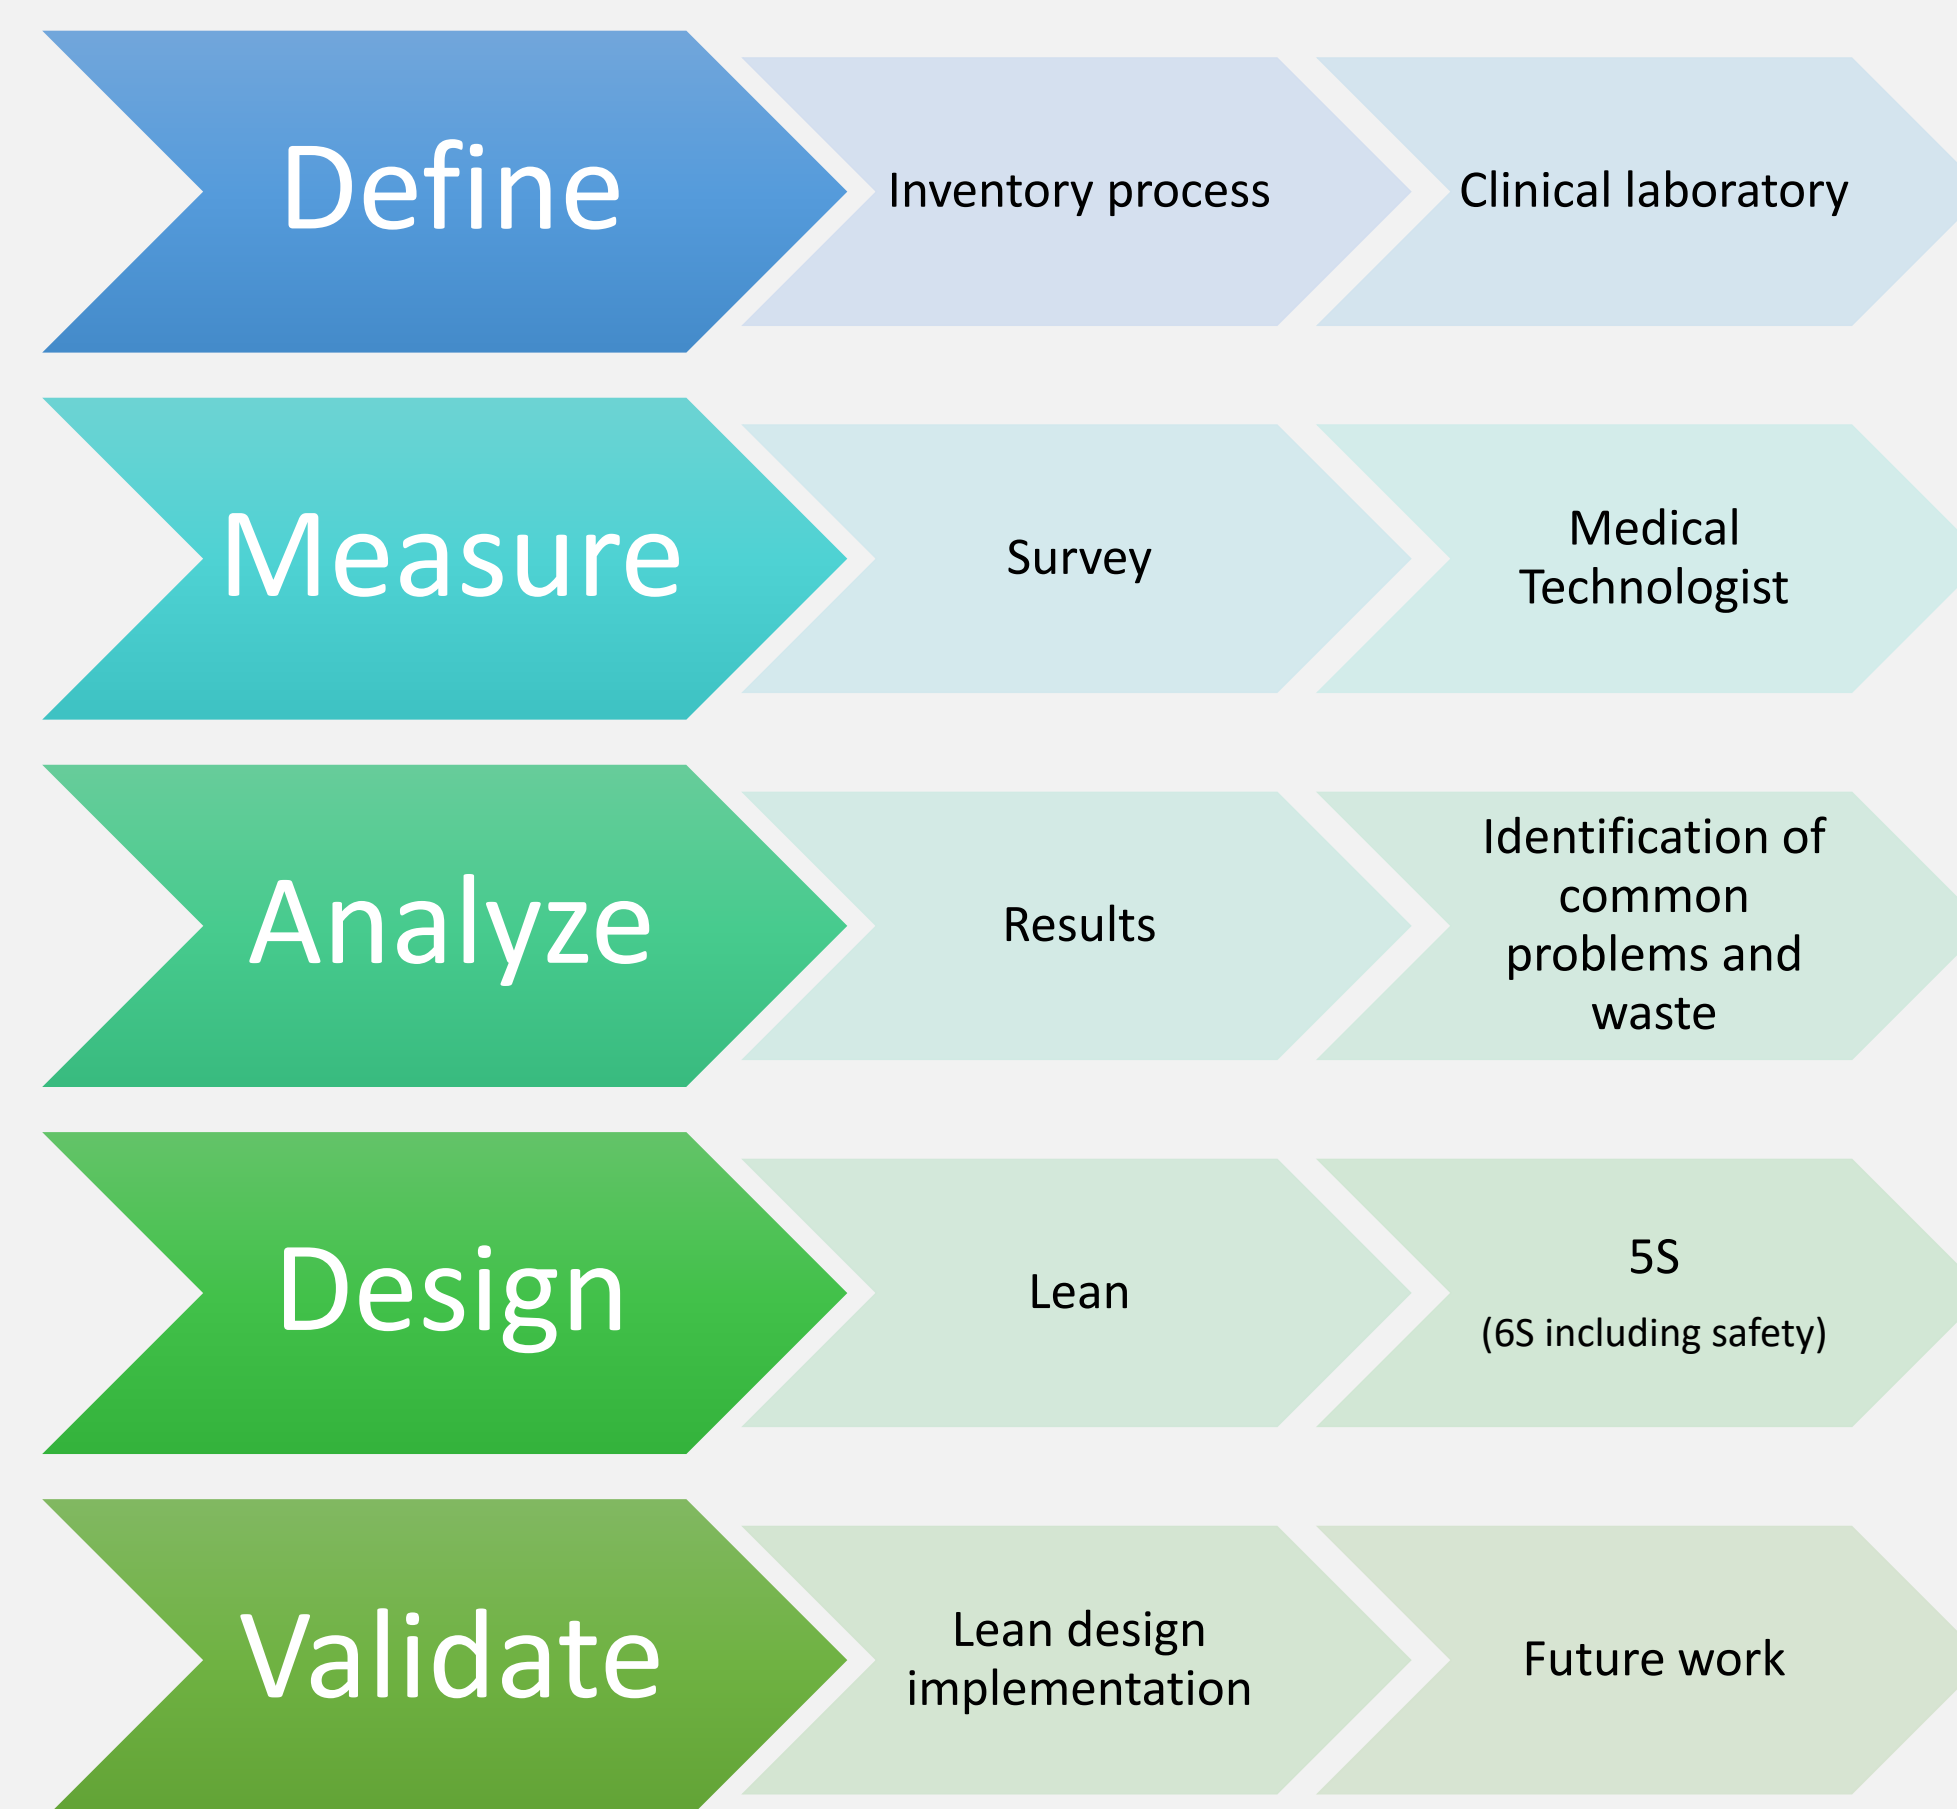 Define
Inventory process
Clinical laboratory
Measure
Survey
Medical
Technologist
Analyze
Results
Identification of
common
problems and
waste
Design
Lean
5S
(6S including safety)
Validate
Lean design
implementation
Future work